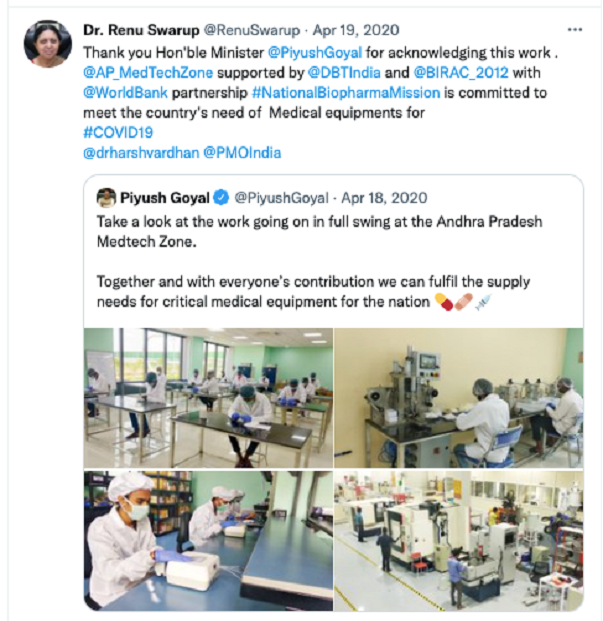 Dr. Renu Swarup @RenuSwarup · Apr 19, 2020
Thank you Hon'ble Minister @PiyushGoyal for acknowledging this work .
@AP_MedTechZone supported by @DBTIndia and @BIRAC_2012 with
@WorldBank partnership #NationalBiopharmaMission is committed to
meet the country's need of Medical equipments for
#COVID19
@drharshvardhan @PMOIndia
Piyush Goyal @PiyushGoyal · Apr 18, 2020
Take a look at the work going on in full swing at the Andhra Pradesh
Medtech Zone.
Together and with everyone's contribution we can fulfil the supply
needs for critical medical equipment for the nation 💊🩹💉